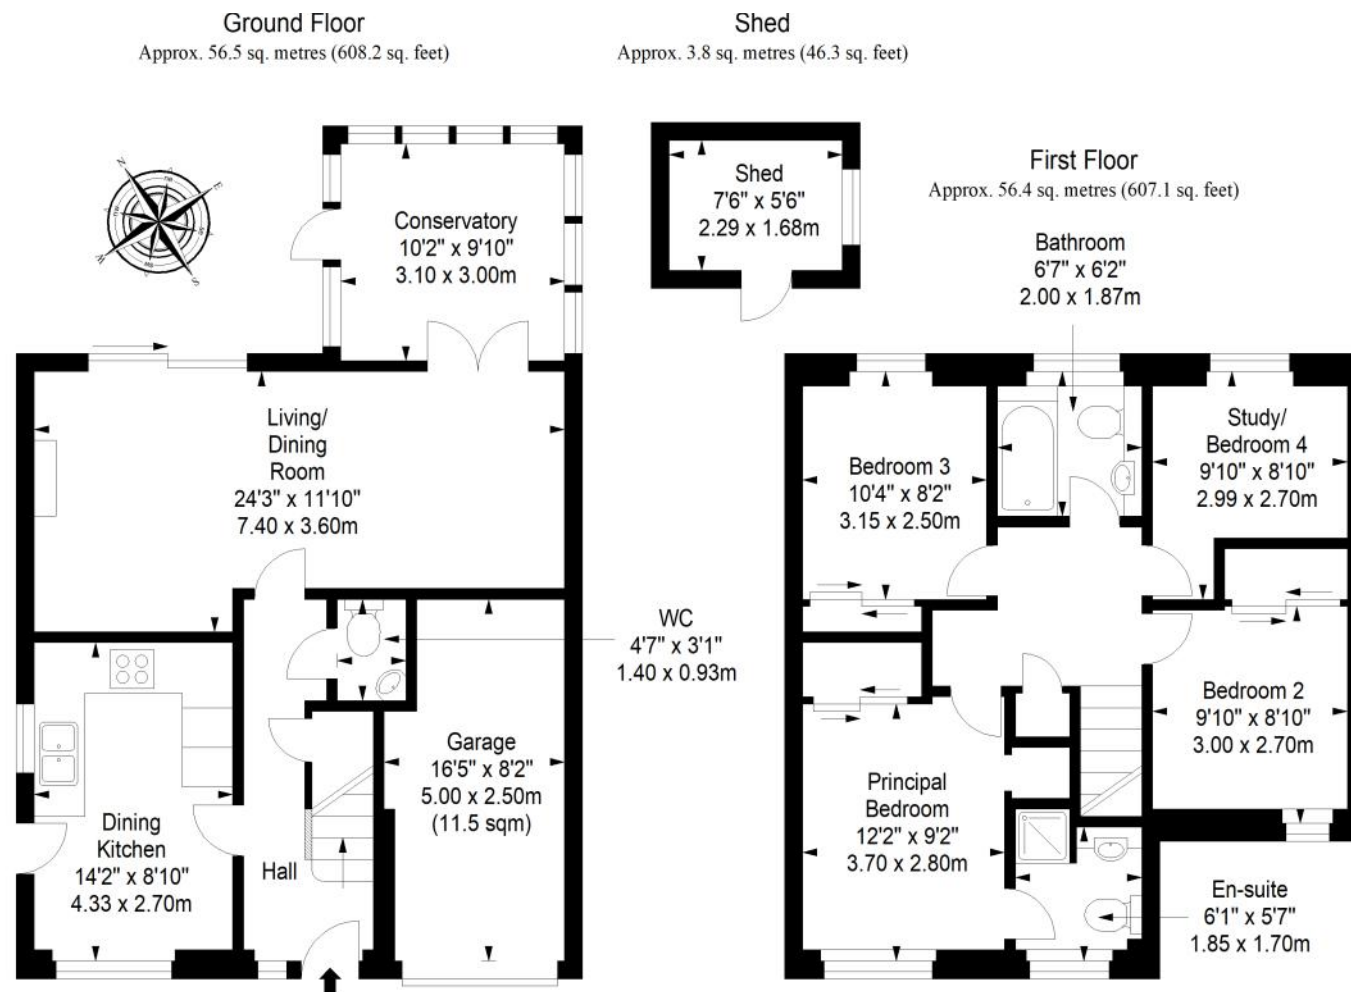 Ground Floor
Approx. 56.5 sq. metres (608.2 sq. feet)
Shed
Approx. 3.8 sq. metres (46.3 sq. feet)
First Floor
Approx. 56.4 sq. metres (607.1 sq. feet)
N
E
S
W
Conservatory
10'2" x 9'10"
3.10 x 3.00m
Shed
7'6" x 5'6"
2.29 x 1.68m
Bathroom
6'7" x 6'2"
2.00 x 1.87m
Living/
Dining
Room
24'3" x 11'10"
7.40 x 3.60m
Bedroom 3
10'4" x 8'2"
3.15 x 2.50m
Study/
Bedroom 4
9'10" x 8'10"
2.99 x 2.70m
WC
4'7" x 3'1"
1.40 x 0.93m
Bedroom 2
9'10" x 8'10"
3.00 x 2.70m
Garage
16'5" x 8'2"
5.00 x 2.50m
(11.5 sqm)
Principal
Bedroom
12'2" x 9'2"
3.70 x 2.80m
Dining
Kitchen
14'2" x 8'10"
4.33 x 2.70m
Hall
En-suite
6'1" x 5'7"
1.85 x 1.70m